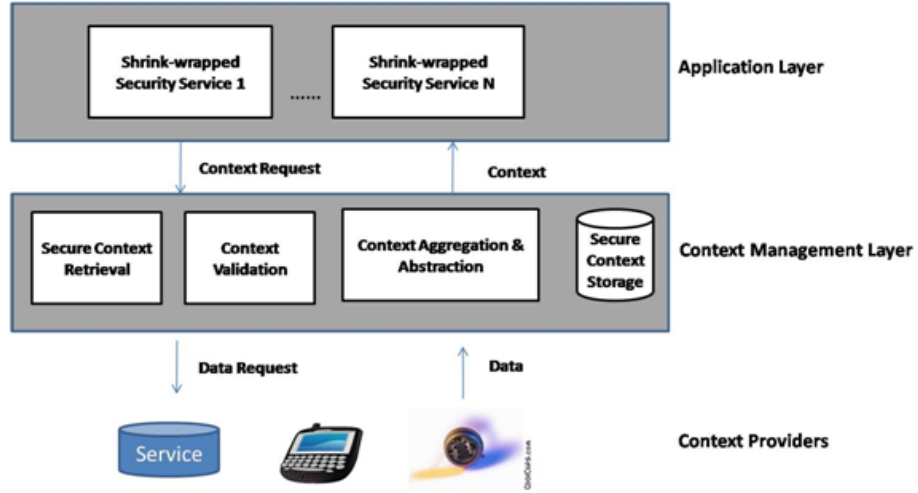 Shrink-wrapped
Security Service 1
......
Shrink-wrapped
Security Service N
Application Layer
Context Request
Context
Secure Context
Retrieval
Context
Validation
Context Aggregation &
Abstraction
Secure
Context
Storage
Context Management Layer
Data Request
Data
Service
Context Providers